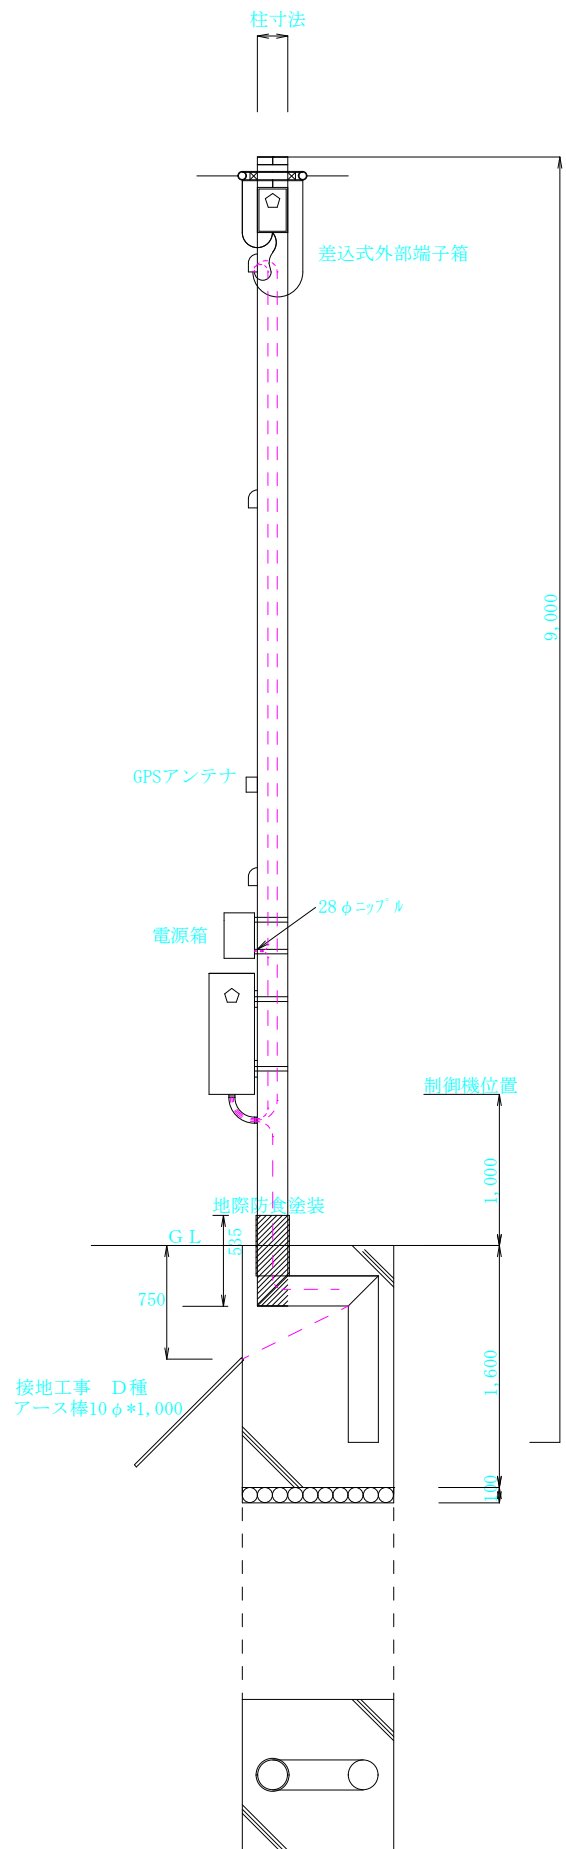 柱寸法
差込式外部端子箱
9,000
GPSアンテナ
28φニップル
電源箱
制御機位置
1,000
地際防食塗装
GL
535
750
1,600
接地工事 D種
アース棒10φ*1,000
100